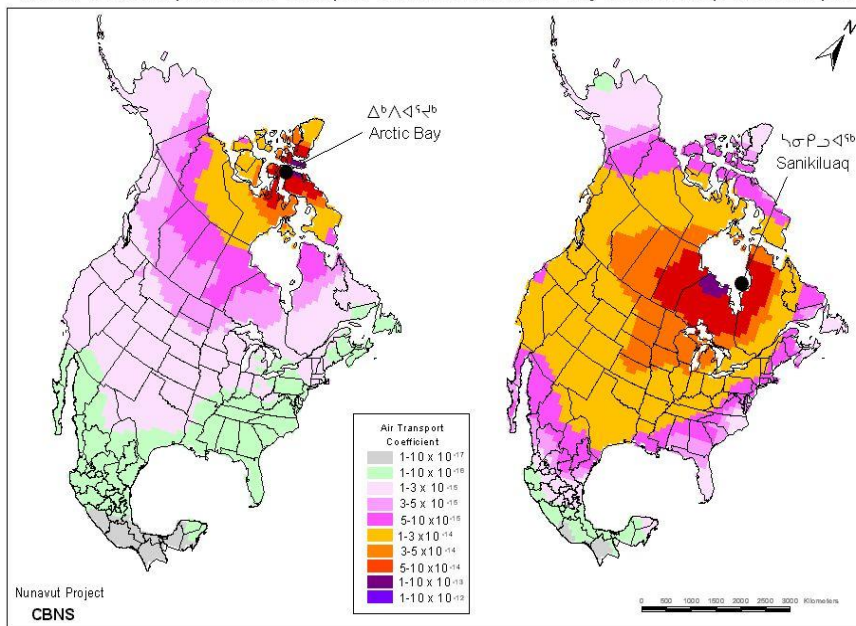 N
ᐃᒃᐱᐊᕐᔪᒃ
Arctic Bay
ᓴᓂᑭᓗᐊᖅ
Sanikiluaq
Air Transport
Coefficient
1-10 x 10⁻¹⁷
1-10 x 10⁻¹⁶
1-3 x 10⁻¹⁵
3-5 x 10⁻¹⁵
5-10 x10⁻¹⁵
1-3 x10⁻¹⁴
3-5 x 10⁻¹⁴
5-10 x10⁻¹⁴
1-10 x 10⁻¹³
1-10 x 10⁻¹²
Nunavut Project
CBNS
0 500 1000 1500 2000 2500 3000 Kilometers